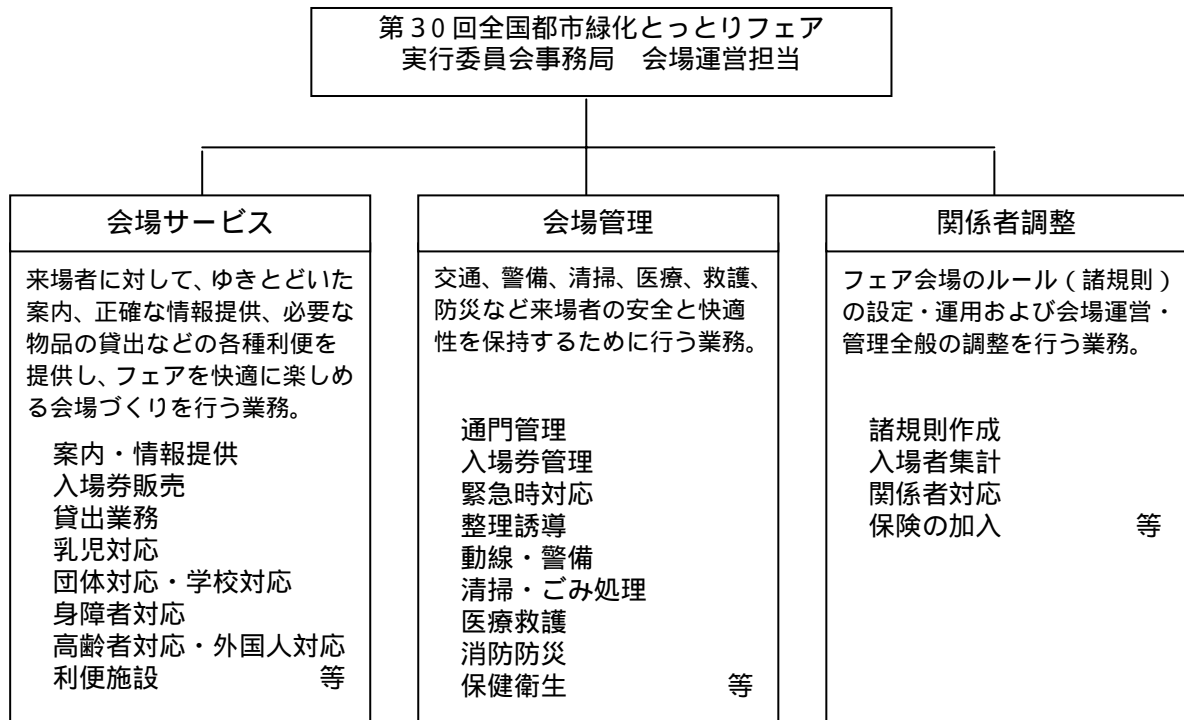 第30回全国都市緑化とっとりフェア
実行委員会事務局　会場運営担当
会場サービス
来場者に対して、ゆきとどいた
案内、正確な情報提供、必要な
物品の貸出などの各種利便を
提供し、フェアを快適に楽しめ
る会場づくりを行う業務。
案内・情報提供
入場券販売
貸出業務
乳児対応
団体対応・学校対応
身障者対応
高齢者対応・外国人対応
利便施設　等
会場管理
交通、警備、清掃、医療、救護、
防災など来場者の安全と快適
性を保持するために行う業務。
通門管理
入場券管理
緊急時対応
整理誘導
動線・警備
清掃・ごみ処理
医療救護
消防防災
保健衛生　等
関係者調整
フェア会場のルール（諸規則）
の設定・運用および会場運営・
管理全般の調整を行う業務。
諸規則作成
入場者集計
関係者対応
保険の加入　等